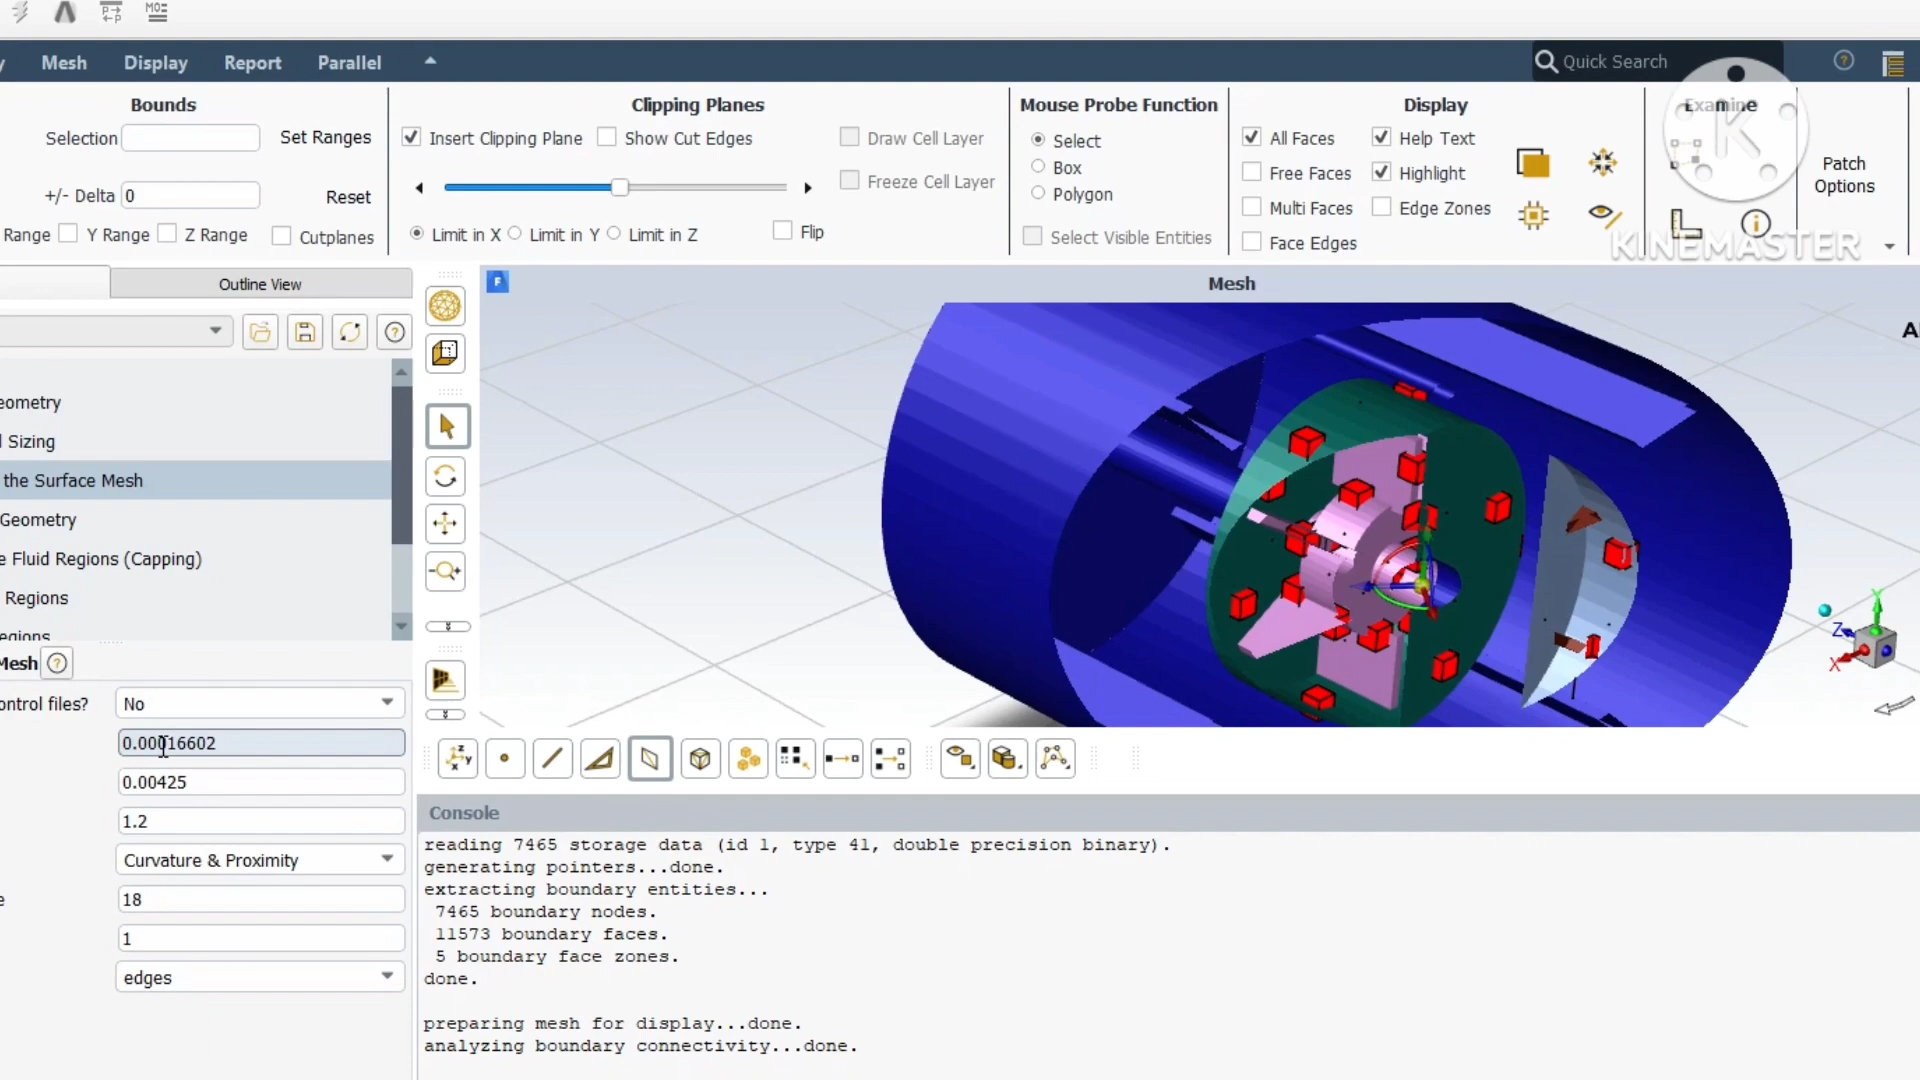 MO
y Mesh Display Report Parallel Quick Search
Bounds
Selection Set Ranges
+/- Delta 0 Reset
Range Y Range Z Range Cutplanes
Clipping Planes
Insert Clipping Plane Show Cut Edges Draw Cell Layer
Freeze Cell Layer
Limit in X Limit in Y Limit in Z Flip
Mouse Probe Function
Select
Box
Polygon
Select Visible Entities
Display
All Faces Help Text
Free Faces Highlight
Multi Faces Edge Zones
Face Edges
Examine
Patch
Options
K
KINEMASTER
Outline View
Mesh
A
eometry
l Sizing
the Surface Mesh
Geometry
e Fluid Regions (Capping)
Regions
egions
Mesh
ontrol files? No
0.00016602
0.00425
1.2
Curvature & Proximity
e 18
1
edges
Y
Z
X
Console
reading 7465 storage data (id 1, type 41, double precision binary).
generating pointers...done.
extracting boundary entities...
7465 boundary nodes.
11573 boundary faces.
5 boundary face zones.
done.
preparing mesh for display...done.
analyzing boundary connectivity...done.